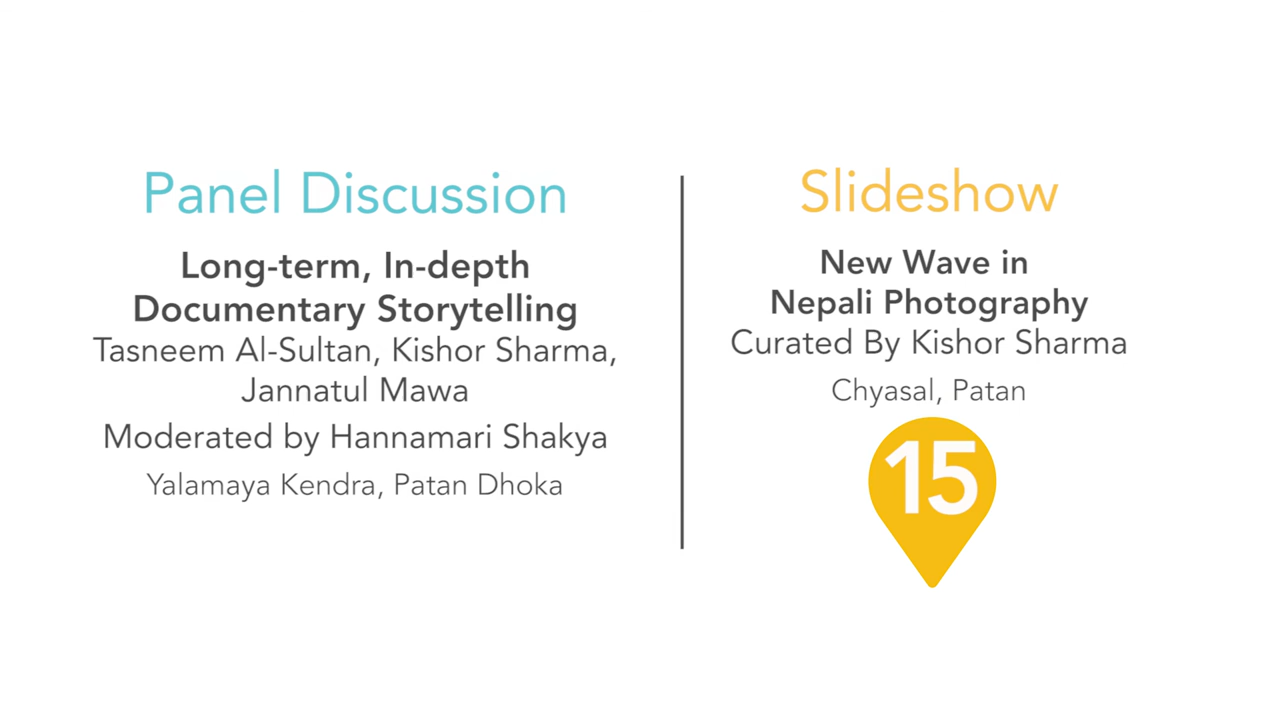 Panel Discussion
Long-term, In-depth
Documentary Storytelling
Tasneem Al-Sultan, Kishor Sharma,
Jannatul Mawa
Moderated by Hannamari Shakya
Yalamaya Kendra, Patan Dhoka
Slideshow
New Wave in
Nepali Photography
Curated By Kishor Sharma
Chyasal, Patan
15